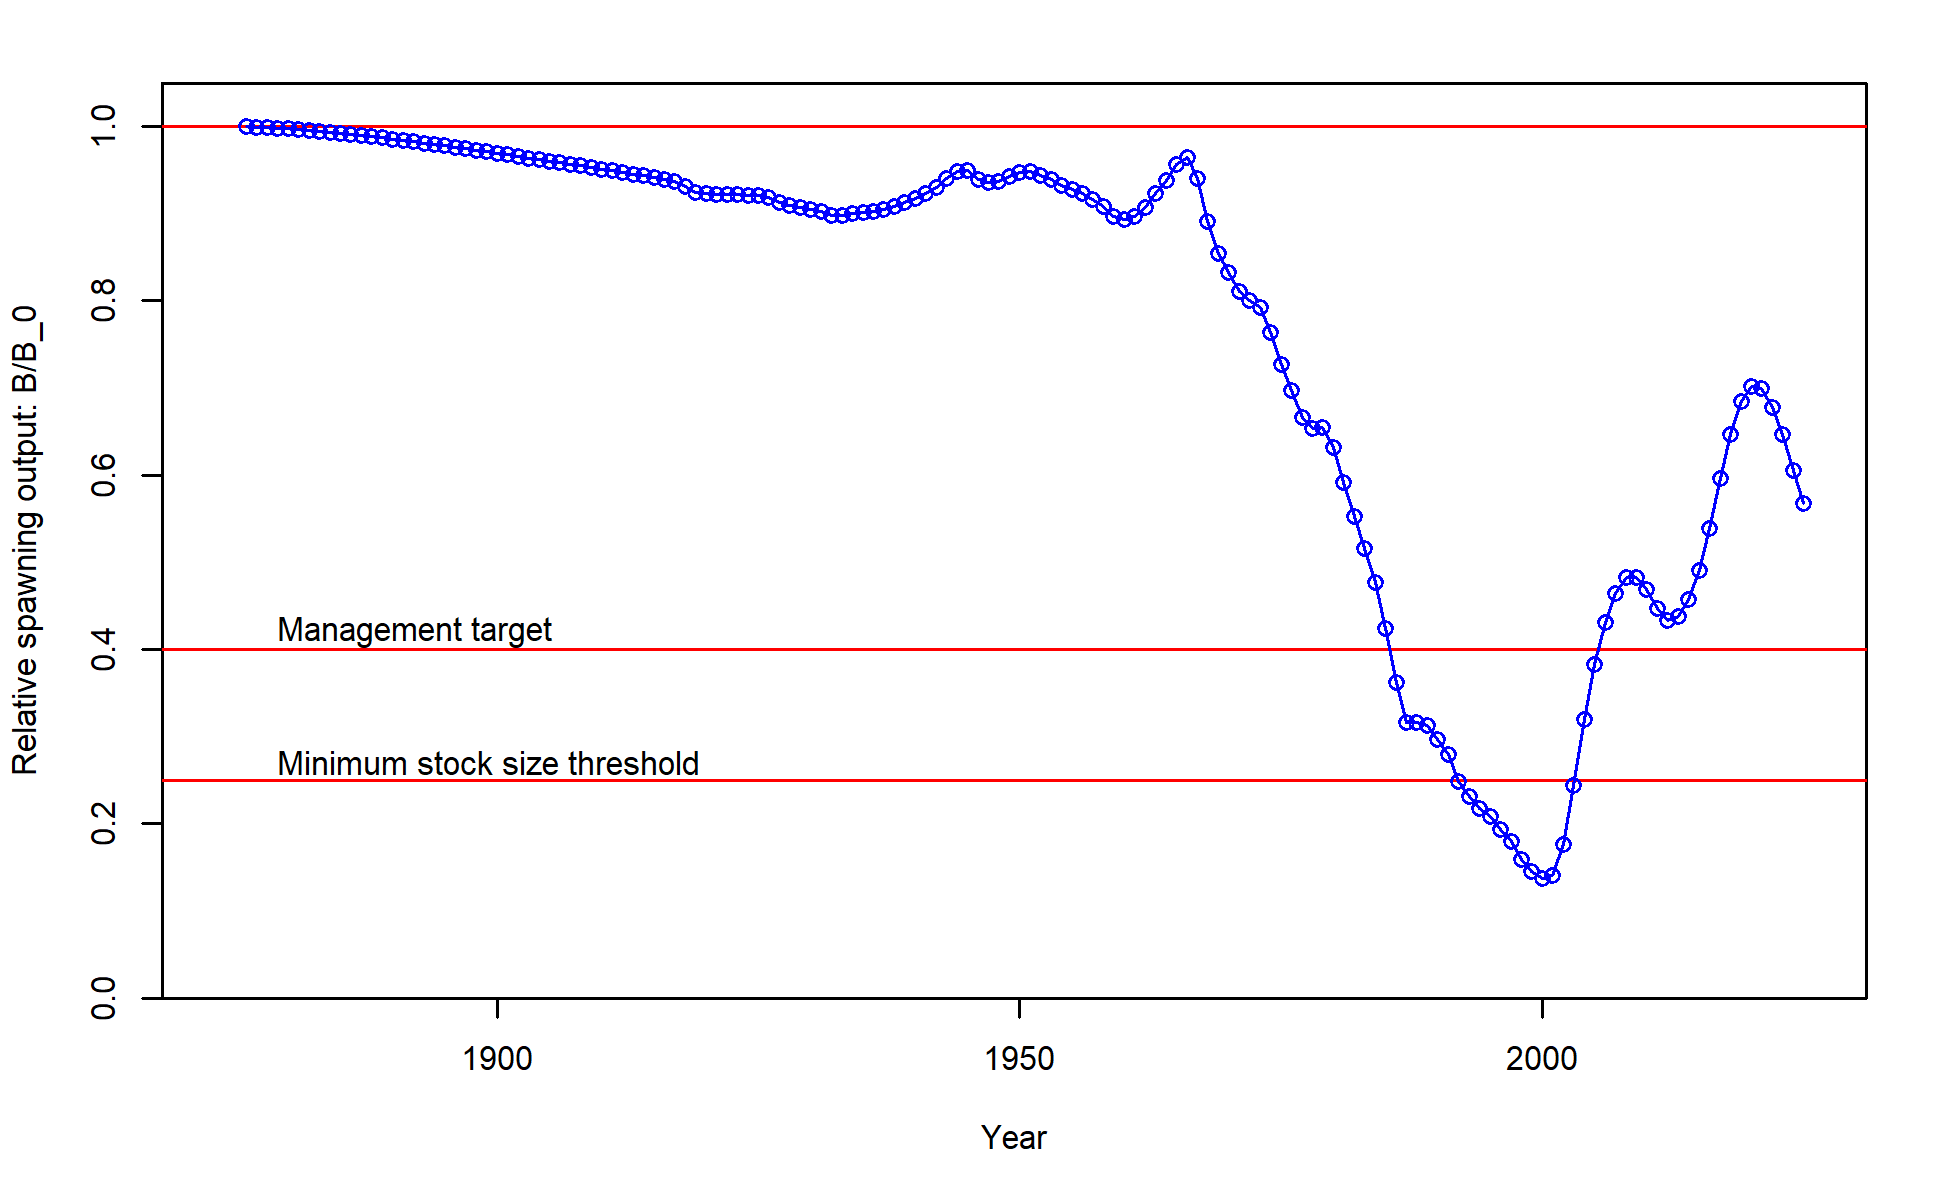 Relative spawning output: B/B_0
1.0
0.8
0.6
0.4
0.2
0.0
Management target
Minimum stock size threshold
1900
1950
2000
Year